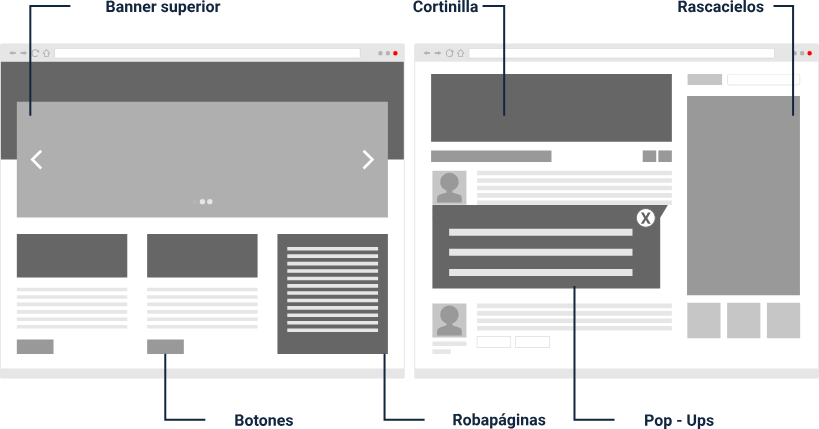 Banner superior
Cortinilla
Rascacielos
X
Botones
Robapáginas
Pop - Ups